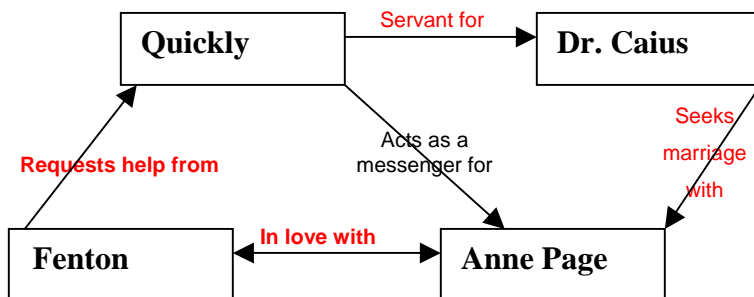 Servant for
Quickly
Dr. Caius
Seeks
marriage
with
Acts as a
messenger for
Requests help from
In love with
Fenton
Anne Page